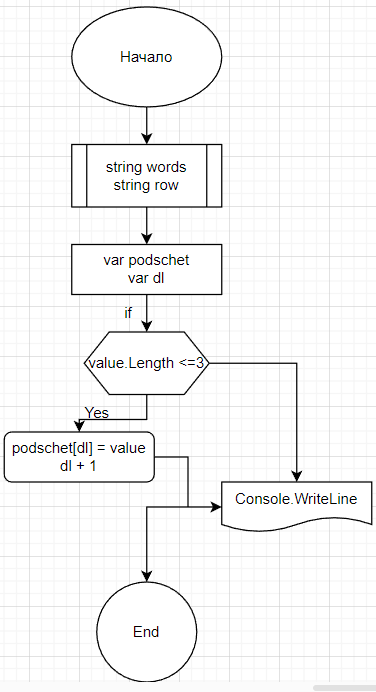 Начало
string words
string row
var podschet
var dl
if
value.Length <=3
Yes
podschet[dl] = value
dl + 1
Console.WriteLine
End